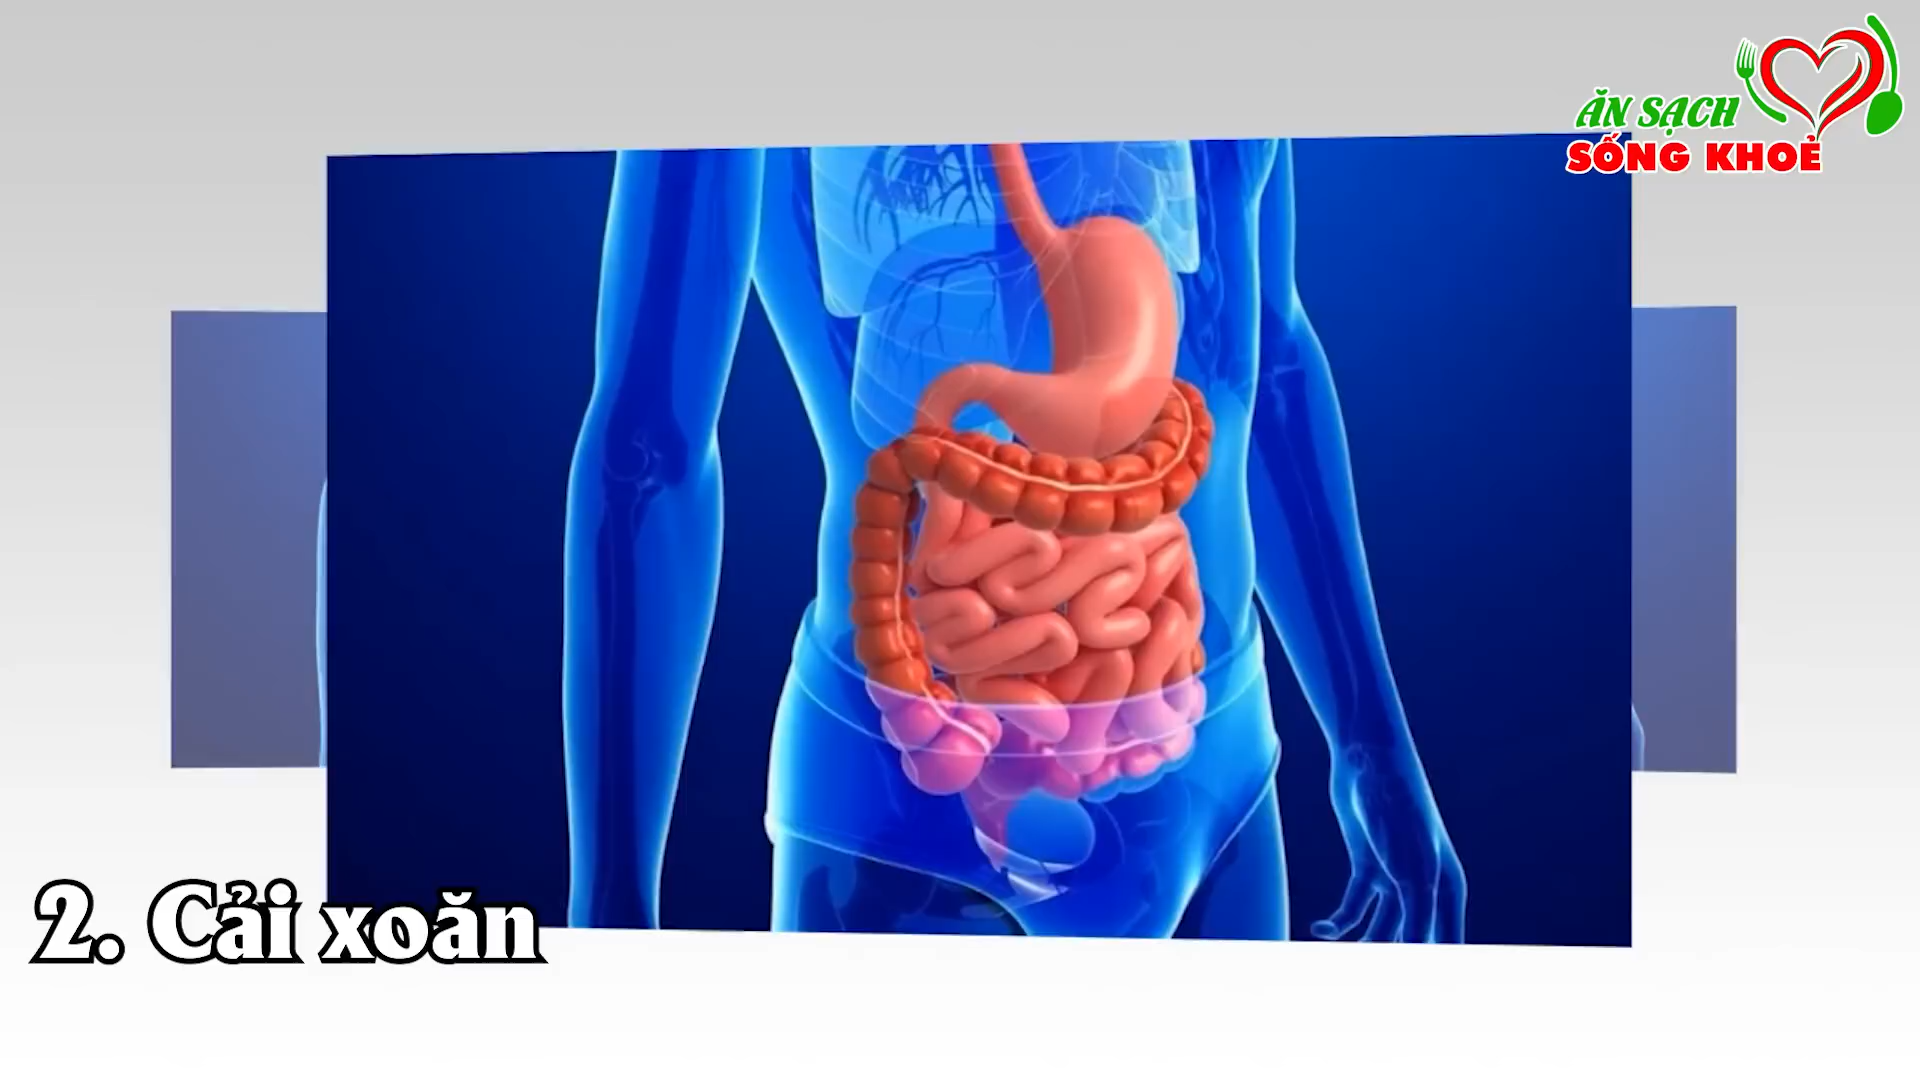 ĂN SẠCH
SỐNG KHOẺ
2. Cải xoăn